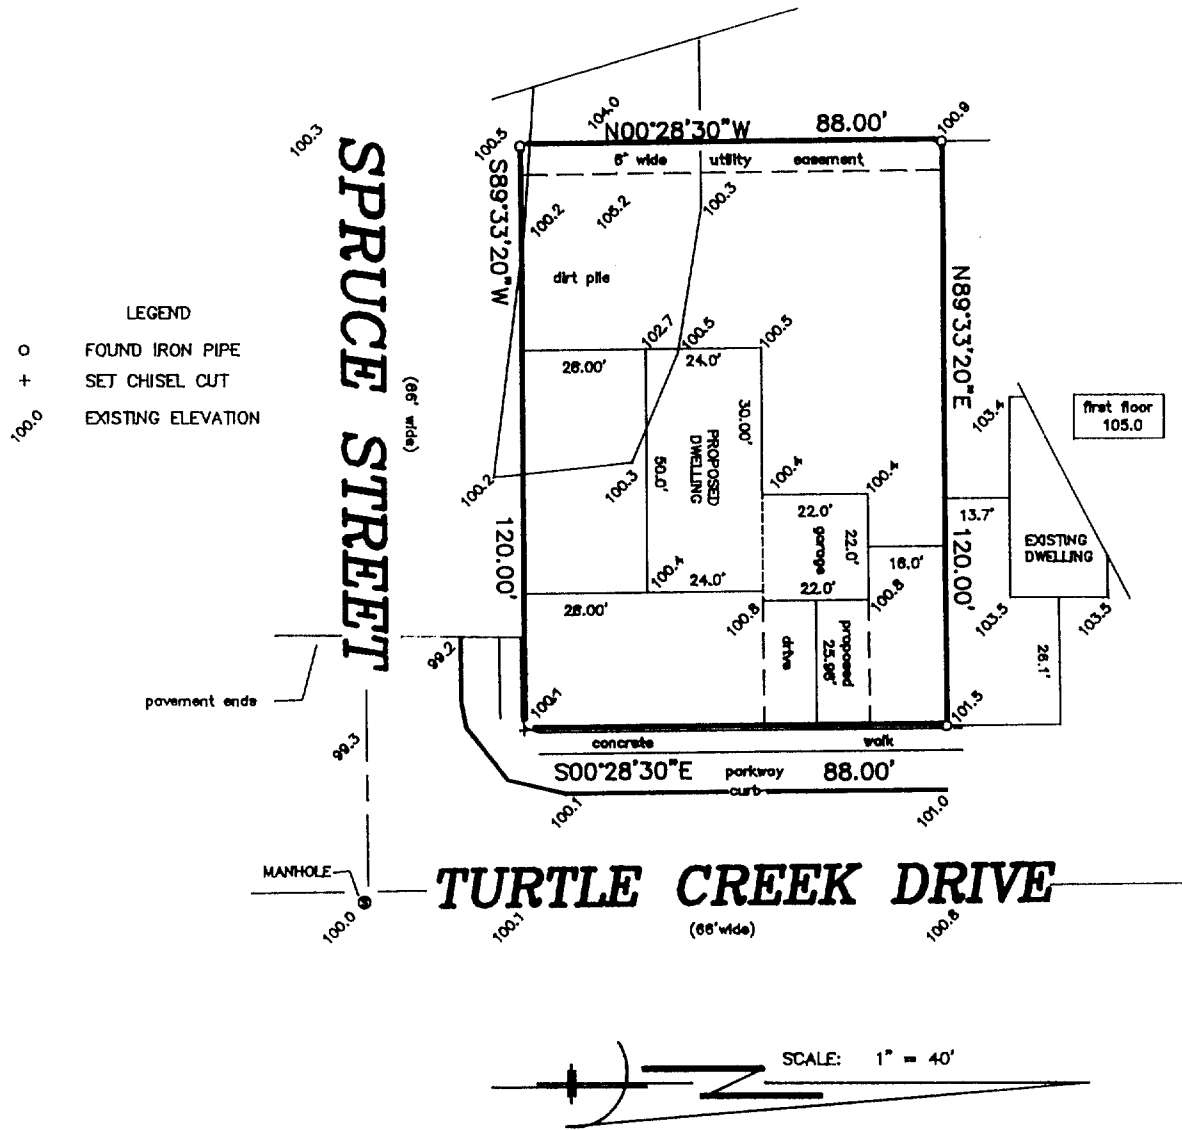 104.0
100.3
100.5
N00°28'30"W 88.00'
100.9
6' wide utility easement
SPRUCE STREET
(66' wide)
S89°33'20"W
120.00'
100.2
105.2
100.3
dirt pile
N89°33'20"E
120.00'
LEGEND
o FOUND IRON PIPE
+ SET CHISEL CUT
100.0 EXISTING ELEVATION
102.7
100.5
100.5
26.00'
24.0'
30.00'
PROPOSED
DWELLING
50.0'
103.4
first floor
105.0
100.2
100.3
100.4
100.4
22.0'
garage
22.0'
22.0'
13.7'
EXISTING
DWELLING
16.0'
100.4
24.0'
26.00'
100.8
100.8
103.5
103.5
drive
proposed
25.96'
26.1'
99.2
pavement ends
100.1
101.5
99.3
concrete walk
S00°28'30"E parkway 88.00'
curb
100.1
101.0
MANHOLE
TURTLE CREEK DRIVE
(66'wide)
100.0
100.1
100.8
SCALE: 1" = 40'
N